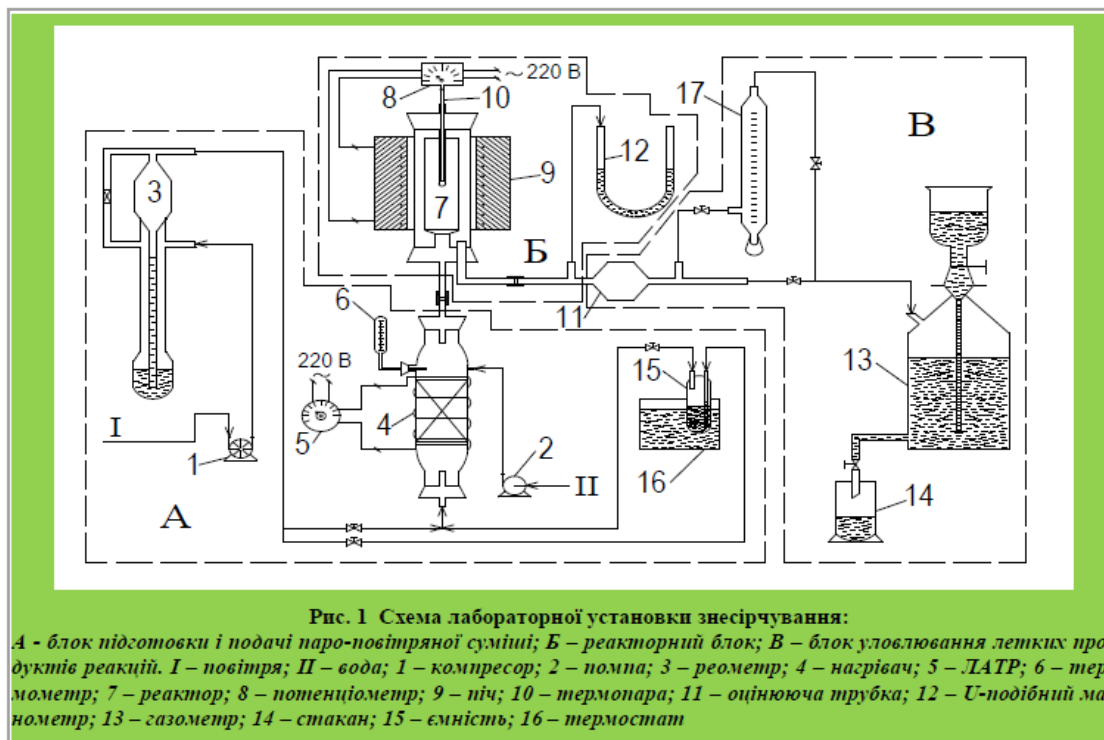 ~ 220 В
8
10
17
В
3
12
9
7
Б
6
11
220 В
15
13
I
5
4
2
1
II
16
14
А
Рис. 1 Схема лабораторної установки знесірчування:
А - блок підготовки і подачі паро-повітряної суміші; Б – реакторний блок; В – блок уловлювання летких про
дуктів реакцій. I – повітря; II – вода; 1 – компресор; 2 – помпа; 3 – реометр; 4 – нагрівач; 5 – ЛАТР; 6 – тер
мометр; 7 – реактор; 8 – потенціометр; 9 – піч; 10 – термопара; 11 – оцінююча трубка; 12 – U-подібний ма
нометр; 13 – газометр; 14 – стакан; 15 – ємність; 16 – термостат